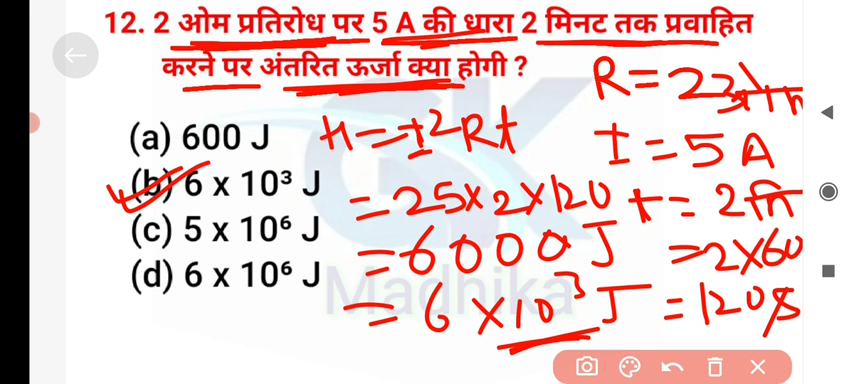 12. 2 ओम प्रतिरोध पर 5 A की धारा 2 मिनट तक प्रवाहित
करने पर अंतरित ऊर्जा क्या होगी ?
R = 2
(a) 600 J
H = I²Rt
I = 5 A
(b) 6 x 10³ J
= 25 × 2 × 120
t = 2
(c) 5 x 10⁶ J
= 6000 J
= 2 × 60
(d) 6 x 10⁶ J
= 6 × 10³ J
= 120 s
Madhika